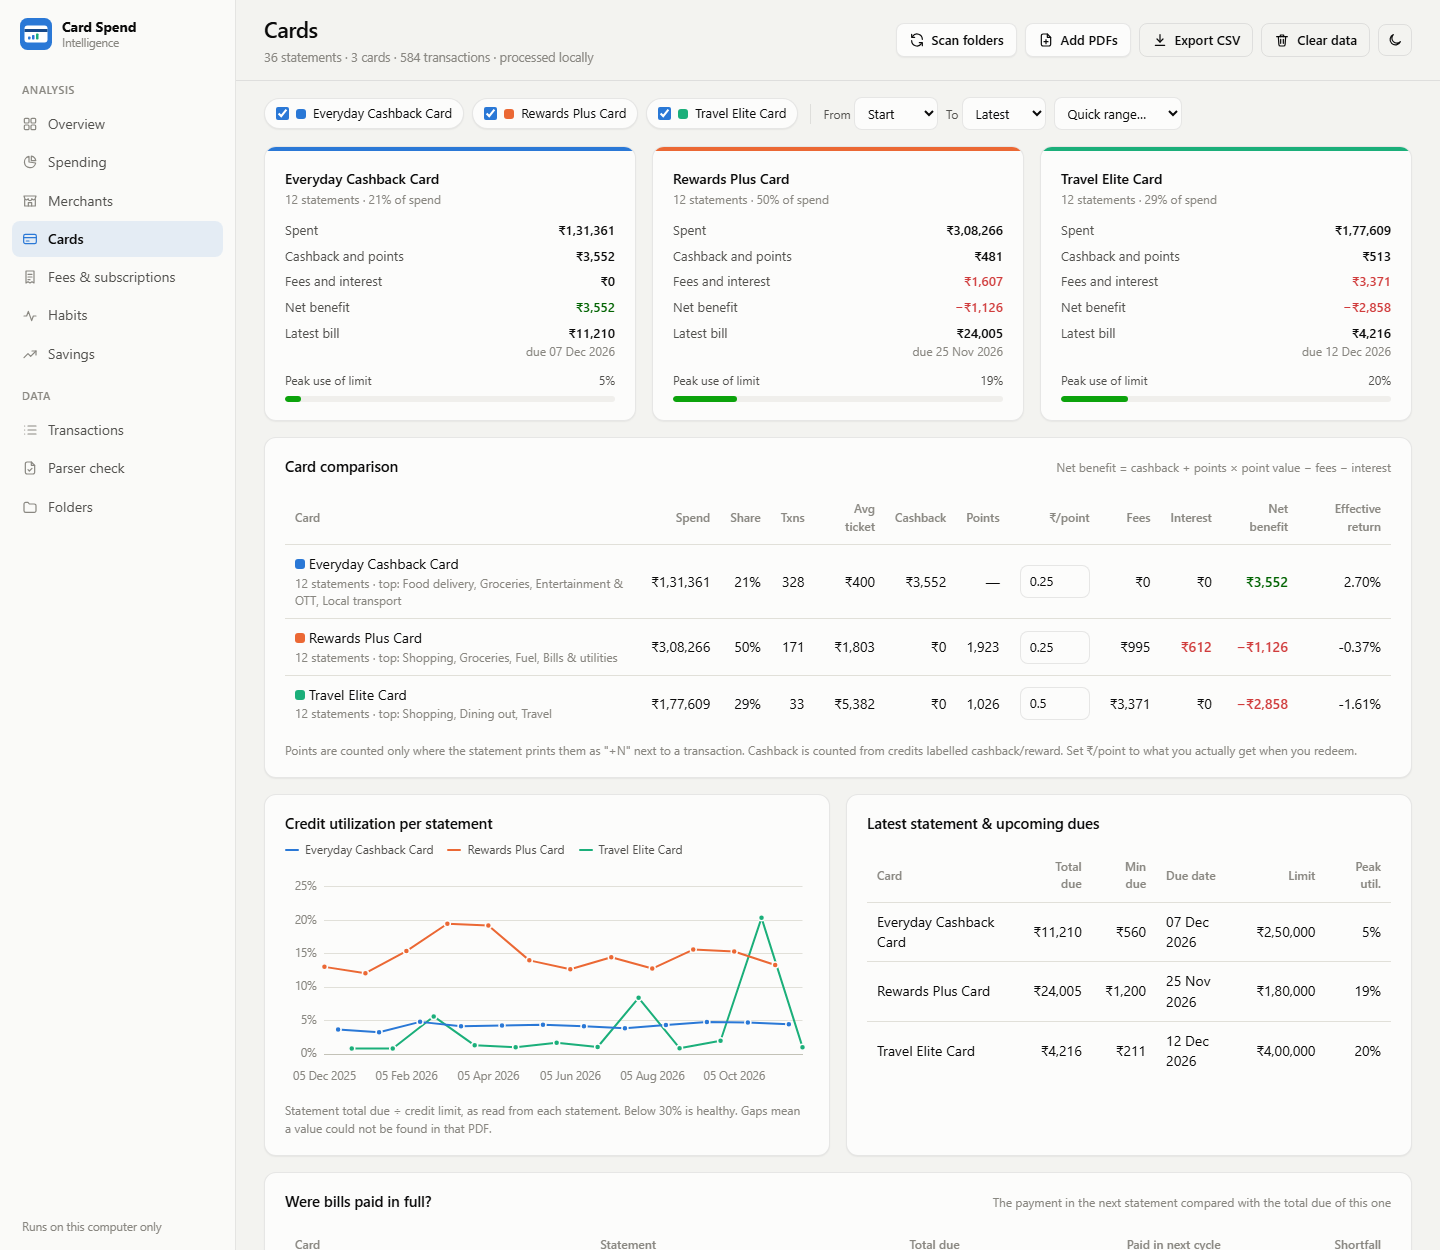 Card Spend
Intelligence
ANALYSIS
Overview
Spending
Merchants
Cards
Fees & subscriptions
Habits
Savings
DATA
Transactions
Parser check
Folders
Runs on this computer only
Cards
36 statements · 3 cards · 584 transactions · processed locally
Scan folders
Add PDFs
Export CSV
Clear data
Everyday Cashback Card
Rewards Plus Card
Travel Elite Card
From Start
To Latest
Quick range...
Everyday Cashback Card
12 statements · 21% of spend
Spent ₹1,31,361
Cashback and points ₹3,552
Fees and interest ₹0
Net benefit ₹3,552
Latest bill ₹11,210
due 07 Dec 2026
Peak use of limit 5%
Rewards Plus Card
12 statements · 50% of spend
Spent ₹3,08,266
Cashback and points ₹481
Fees and interest ₹1,607
Net benefit −₹1,126
Latest bill ₹24,005
due 25 Nov 2026
Peak use of limit 19%
Travel Elite Card
12 statements · 29% of spend
Spent ₹1,77,609
Cashback and points ₹513
Fees and interest ₹3,371
Net benefit −₹2,858
Latest bill ₹4,216
due 12 Dec 2026
Peak use of limit 20%
Card comparison
Net benefit = cashback + points × point value − fees − interest
Card Spend Share Txns Avg ticket Cashback Points ₹/point Fees Interest Net benefit Effective return
Everyday Cashback Card
12 statements · top: Food delivery, Groceries, Entertainment &
OTT, Local transport
₹1,31,361 21% 328 ₹400 ₹3,552 — 0.25 ₹0 ₹0 ₹3,552 2.70%
Rewards Plus Card
12 statements · top: Shopping, Groceries, Fuel, Bills & utilities
₹3,08,266 50% 171 ₹1,803 ₹0 1,923 0.25 ₹995 ₹612 −₹1,126 -0.37%
Travel Elite Card
12 statements · top: Shopping, Dining out, Travel
₹1,77,609 29% 33 ₹5,382 ₹0 1,026 0.5 ₹3,371 ₹0 −₹2,858 -1.61%
Points are counted only where the statement prints them as "+N" next to a transaction. Cashback is counted from credits labelled cashback/reward. Set ₹/point to what you actually get when you redeem.
Credit utilization per statement
Everyday Cashback Card Rewards Plus Card Travel Elite Card
25%
20%
15%
10%
5%
0%
05 Dec 2025 05 Feb 2026 05 Apr 2026 05 Jun 2026 05 Aug 2026 05 Oct 2026
Statement total due ÷ credit limit, as read from each statement. Below 30% is healthy. Gaps mean
a value could not be found in that PDF.
Latest statement & upcoming dues
Card Total due Min due Due date Limit Peak util.
Everyday Cashback Card ₹11,210 ₹560 07 Dec 2026 ₹2,50,000 5%
Rewards Plus Card ₹24,005 ₹1,200 25 Nov 2026 ₹1,80,000 19%
Travel Elite Card ₹4,216 ₹211 12 Dec 2026 ₹4,00,000 20%
Were bills paid in full?
The payment in the next statement compared with the total due of this one
Card Statement Total due Paid in next cycle Shortfall